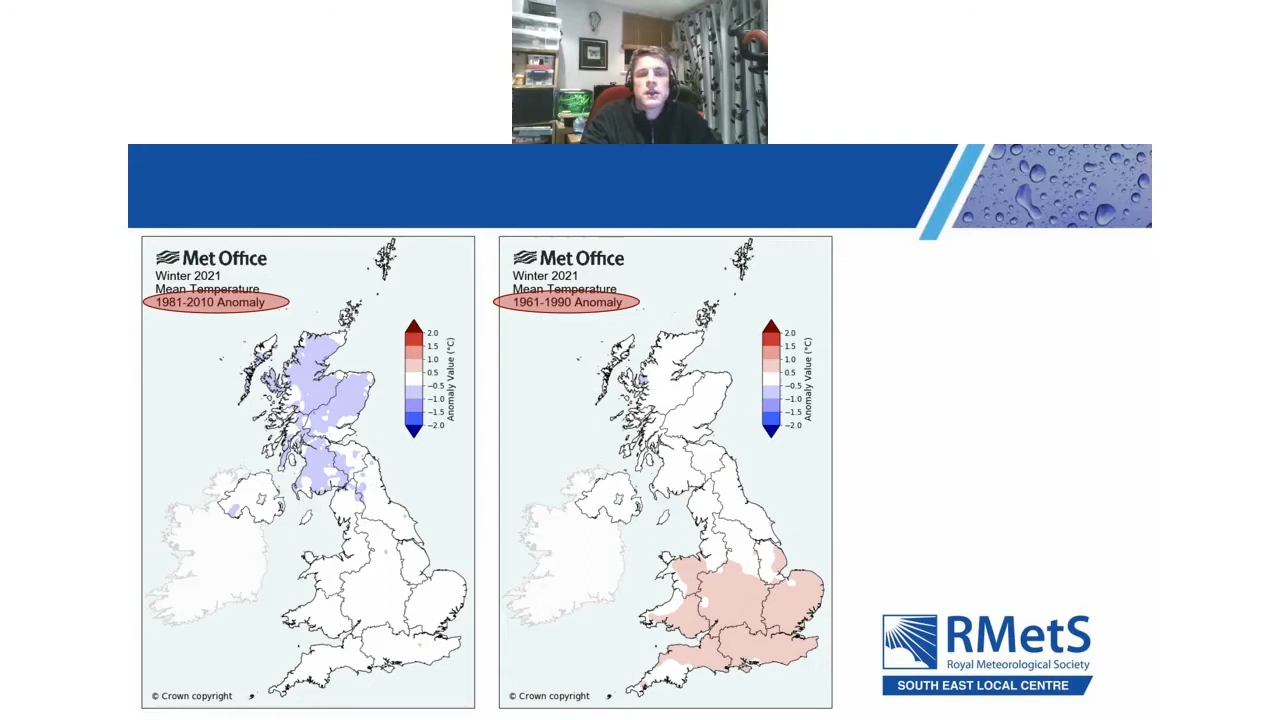 Met Office
Winter 2021
Mean Temperature
1981-2010 Anomaly
2.0
1.5
1.0
0.5
−0.5
−1.0
−1.5
−2.0
Anomaly Value (°C)
© Crown copyright
Met Office
Winter 2021
Mean Temperature
1961-1990 Anomaly
2.0
1.5
1.0
0.5
−0.5
−1.0
−1.5
−2.0
Anomaly Value (°C)
© Crown copyright
RMetS
Royal Meteorological Society
SOUTH EAST LOCAL CENTRE